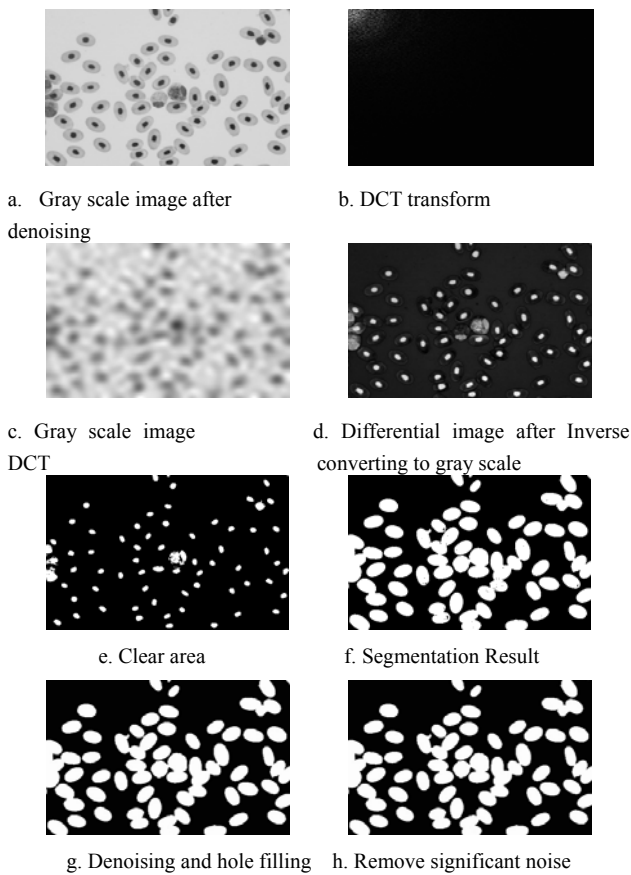 a. Gray scale image after
denoising
b. DCT transform
c. Gray scale image
DCT
d. Differential image after Inverse
converting to gray scale
e. Clear area
f. Segmentation Result
g. Denoising and hole filling
h. Remove significant noise